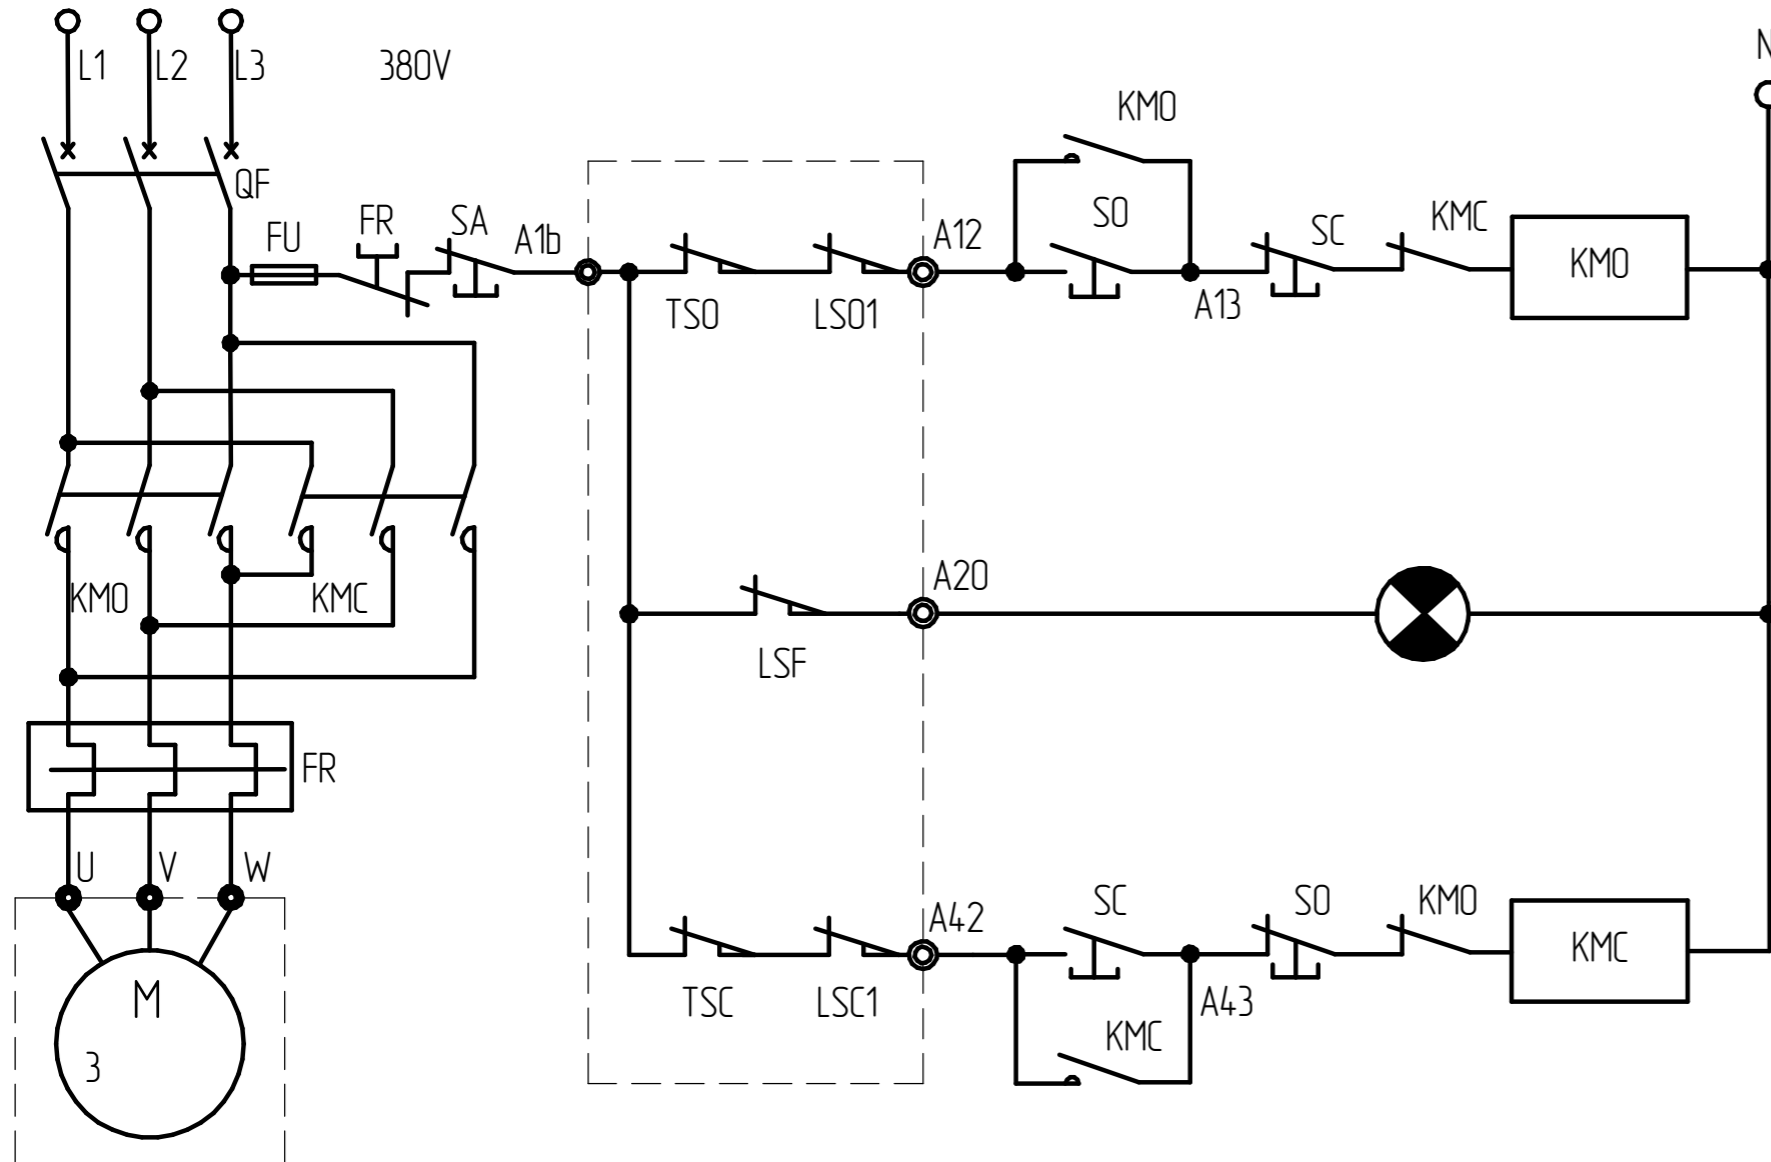 L1 L2 L3 380V
N
KMO
QF
FU FR SA A1b A12 SO SC KMC
KMO
TSO LSO1 A13
A20
KMO KMC
LSF
FR
U V W
A42 SC SO KMO
KMC
M
TSC LSC1 A43
KMC
3